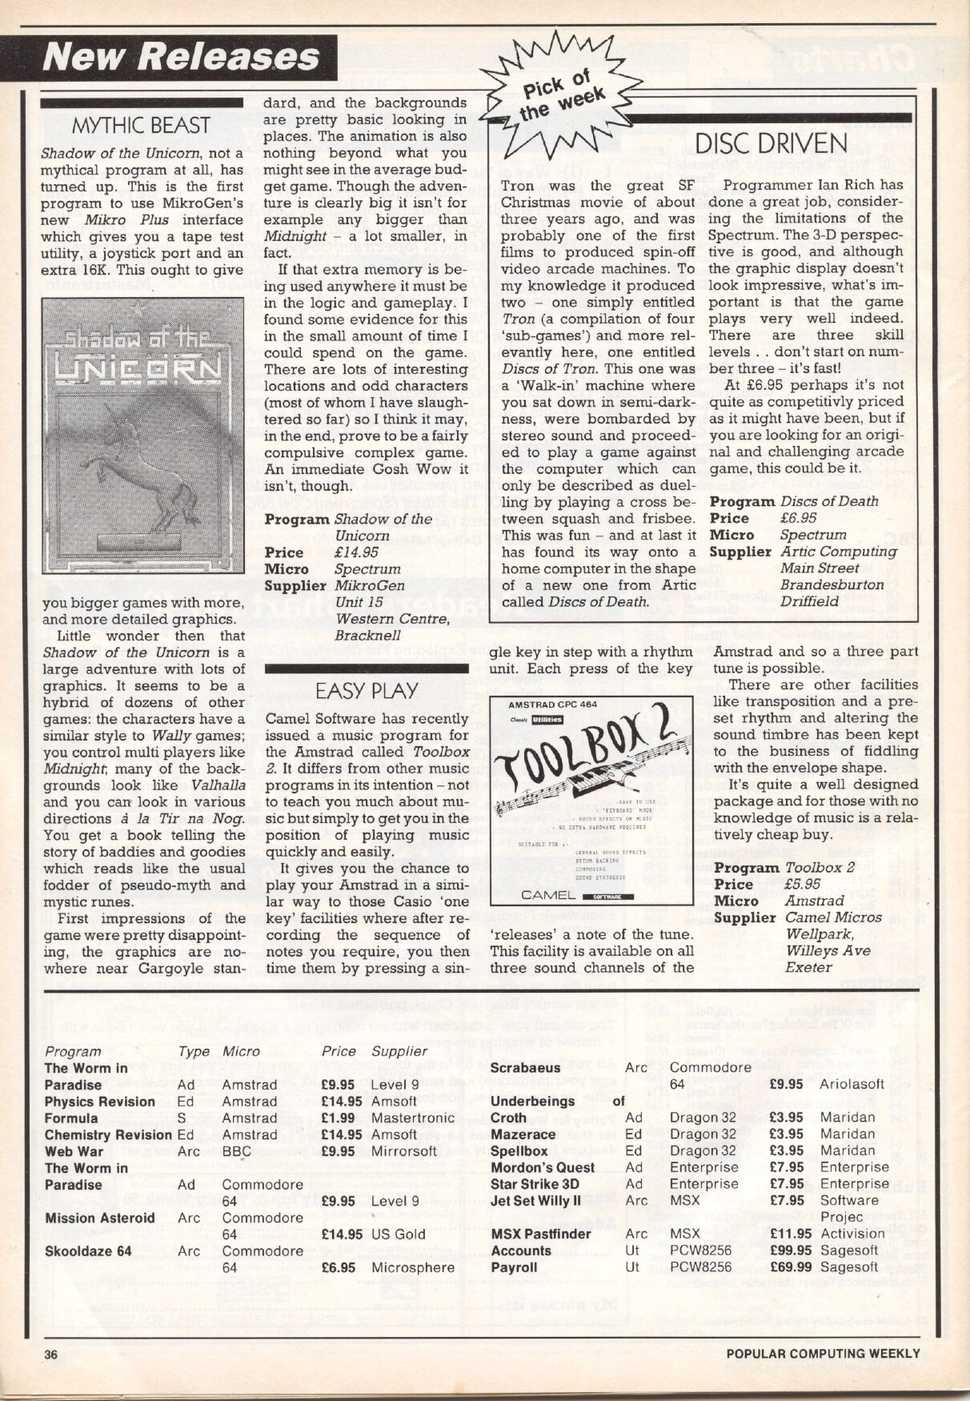 New Releases
MYTHIC BEAST
Shadow of the Unicorn, not a
mythical program at all, has
turned up. This is the first
program to use MikroGen's
new Mikro Plus interface
which gives you a tape test
utility, a joystick port and an
extra 16K. This ought to give
Shadow of the
UNICORN
you bigger games with more,
and more detailed graphics.
Little wonder then that
Shadow of the Unicorn is a
large adventure with lots of
graphics. It seems to be a
hybrid of dozens of other
games: the characters have a
similar style to Wally games;
you control multi players like
Midnight; many of the back-
grounds look like Valhalla
and you can look in various
directions á la Tir na Nog.
You get a book telling the
story of baddies and goodies
which reads like the usual
fodder of pseudo-myth and
mystic runes.
First impressions of the
game were pretty disappoint-
ing, the graphics are no-
where near Gargoyle stan-
dard, and the backgrounds
are pretty basic looking in
places. The animation is also
nothing beyond what you
might see in the average bud-
get game. Though the adven-
ture is clearly big it isn't for
example any bigger than
Midnight – a lot smaller, in
fact.
If that extra memory is be-
ing used anywhere it must be
in the logic and gameplay. I
found some evidence for this
in the small amount of time I
could spend on the game.
There are lots of interesting
locations and odd characters
(most of whom I have slaugh-
tered so far) so I think it may,
in the end, prove to be a fairly
compulsive complex game.
An immediate Gosh Wow it
isn't, though.
Program Shadow of the
Unicorn
Price £14.95
Micro Spectrum
Supplier MikroGen
Unit 15
Western Centre,
Bracknell
EASY PLAY
Camel Software has recently
issued a music program for
the Amstrad called Toolbox
2. It differs from other music
programs in its intention – not
to teach you much about mu-
sic but simply to get you in the
position of playing music
quickly and easily.
It gives you the chance to
play your Amstrad in a simi-
lar way to those Casio 'one
key' facilities where after re-
cording the sequence of
notes you require, you then
time them by pressing a sin-
gle key in step with a rhythm
unit. Each press of the key
AMSTRAD CPC 464
Classic Utilities
TOOLBOX 2
·EASY TO USE
· 'KEYBOARD' MODE
· SOUND EFFECTS OR MUSIC
· NO EXTRA HARDWARE REQUIRED
SUITABLE FOR :-
GENERAL SOUND EFFECTS
RHYTHM BACKING
COMPOSING
SOUND SYNTHESIS
CAMEL SOFTWARE
'releases' a note of the tune.
This facility is available on all
three sound channels of the
Amstrad and so a three part
tune is possible.
There are other facilities
like transposition and a pre-
set rhythm and altering the
sound timbre has been kept
to the business of fiddling
with the envelope shape.
It's quite a well designed
package and for those with no
knowledge of music is a rela-
tively cheap buy.
Program Toolbox 2
Price £5.95
Micro Amstrad
Supplier Camel Micros
Wellpark,
Willeys Ave
Exeter
Pick of
the week
DISC DRIVEN
Tron was the great SF
Christmas movie of about
three years ago, and was
probably one of the first
films to produced spin-off
video arcade machines. To
my knowledge it produced
two – one simply entitled
Tron (a compilation of four
'sub-games') and more rel-
evantly here, one entitled
Discs of Tron. This one was
a 'Walk-in' machine where
you sat down in semi-dark-
ness, were bombarded by
stereo sound and proceed-
ed to play a game against
the computer which can
only be described as duel-
ling by playing a cross be-
tween squash and frisbee.
This was fun – and at last it
has found its way onto a
home computer in the shape
of a new one from Artic
called Discs of Death.
Programmer Ian Rich has
done a great job, consider-
ing the limitations of the
Spectrum. The 3-D perspec-
tive is good, and although
the graphic display doesn't
look impressive, what's im-
portant is that the game
plays very well indeed.
There are three skill
levels . . don't start on num-
ber three – it's fast!
At £6.95 perhaps it's not
quite as competitivly priced
as it might have been, but if
you are looking for an origi-
nal and challenging arcade
game, this could be it.
Program Discs of Death
Price £6.95
Micro Spectrum
Supplier Artic Computing
Main Street
Brandesburton
Driffield
Program Type Micro Price Supplier
The Worm in
Paradise Ad Amstrad £9.95 Level 9
Physics Revision Ed Amstrad £14.95 Amsoft
Formula S Amstrad £1.99 Mastertronic
Chemistry Revision Ed Amstrad £14.95 Amsoft
Web War Arc BBC £9.95 Mirrorsoft
The Worm in
Paradise Ad Commodore
64 £9.95 Level 9
Mission Asteroid Arc Commodore
64 £14.95 US Gold
Skooldaze 64 Arc Commodore
64 £6.95 Microsphere
Scrabaeus Arc Commodore
64 £9.95 Ariolasoft
Underbeings of
Croth Ad Dragon 32 £3.95 Maridan
Mazerace Ed Dragon 32 £3.95 Maridan
Spellbox Ed Dragon 32 £3.95 Maridan
Mordon's Quest Ad Enterprise £7.95 Enterprise
Star Strike 3D Ad Enterprise £7.95 Enterprise
Jet Set Willy II Arc MSX £7.95 Software
Projec
MSX Pastfinder Arc MSX £11.95 Activision
Accounts Ut PCW8256 £99.95 Sagesoft
Payroll Ut PCW8256 £69.99 Sagesoft
36
POPULAR COMPUTING WEEKLY